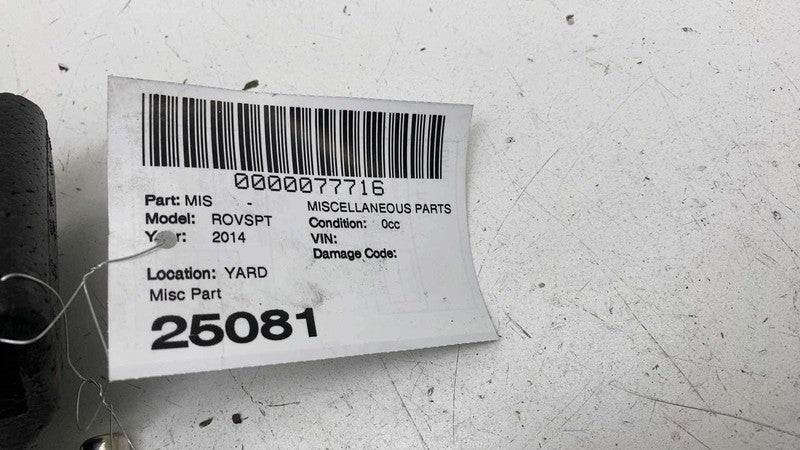 0000077716
Part: MIS - MISCELLANEOUS PARTS
Model: ROVSPT Condition: 0cc
Year: 2014 VIN:
Damage Code:
Location: YARD
Misc Part
25081